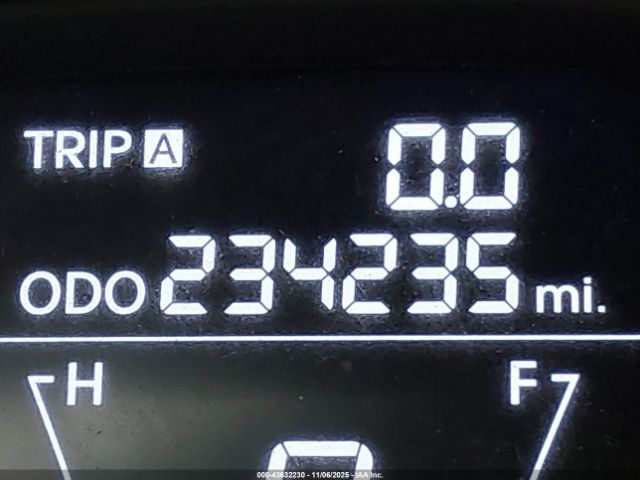 TRIP A 0.0
ODO 234235 mi.
H F
000-43632230 - 11/06/2025 - IAA Inc.